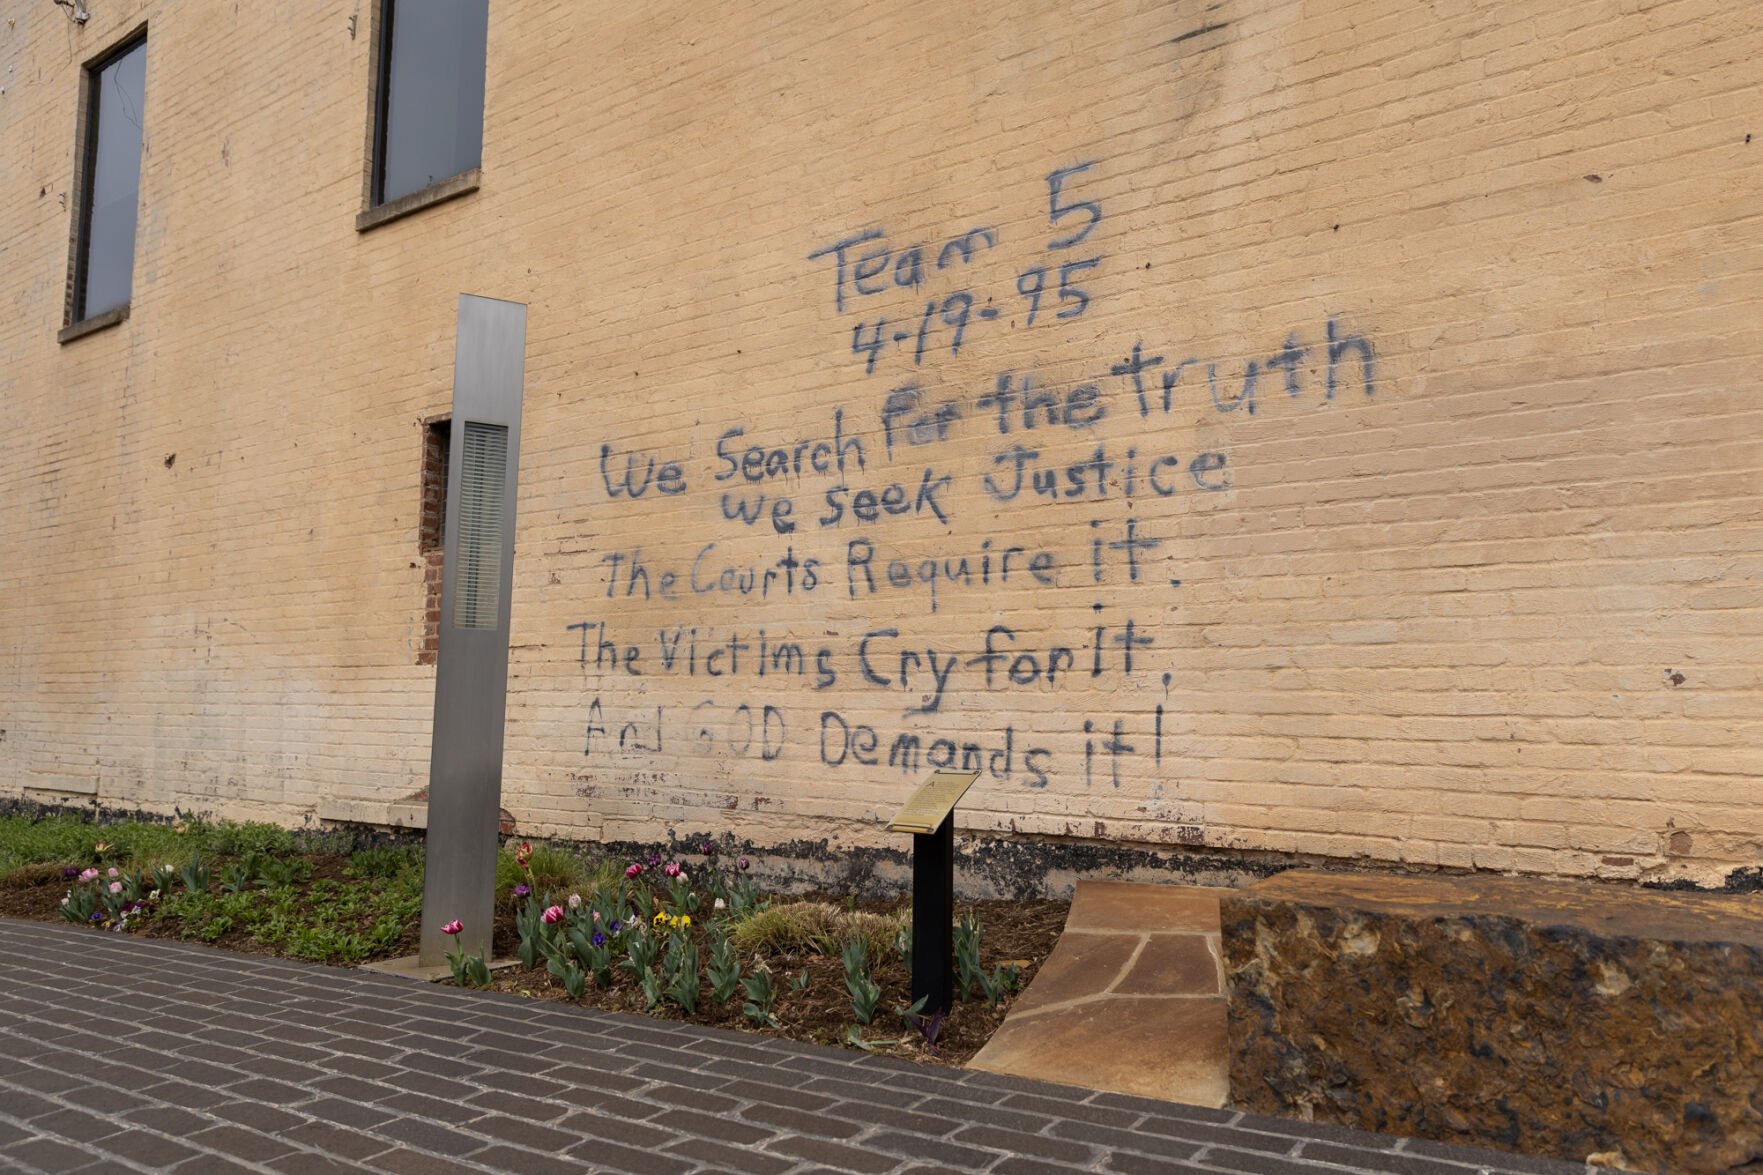 Team 5
4-19-95
We Search For the truth
we seek Justice
The Courts Require it.
The Victims Cry for It.
And GOD Demands it!